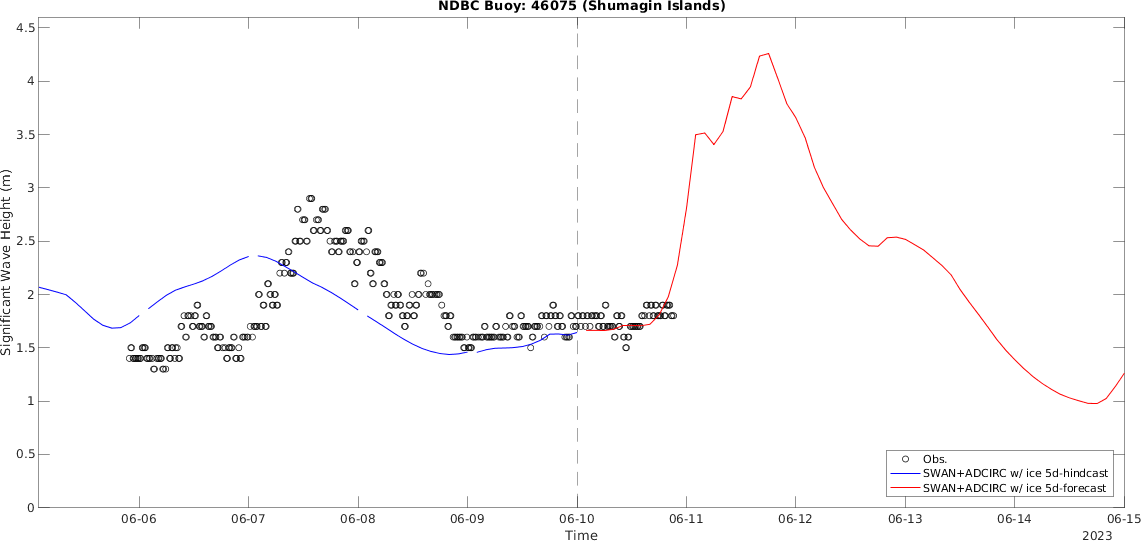 NDBC Buoy: 46075 (Shumagin Islands)
4.5
4
3.5
3
2.5
2
1.5
1
0.5
0
Significant Wave Height (m)
Obs.
SWAN+ADCIRC w/ ice 5d-hindcast
SWAN+ADCIRC w/ ice 5d-forecast
06-06 06-07 06-08 06-09 06-10 06-11 06-12 06-13 06-14 06-15
Time
2023